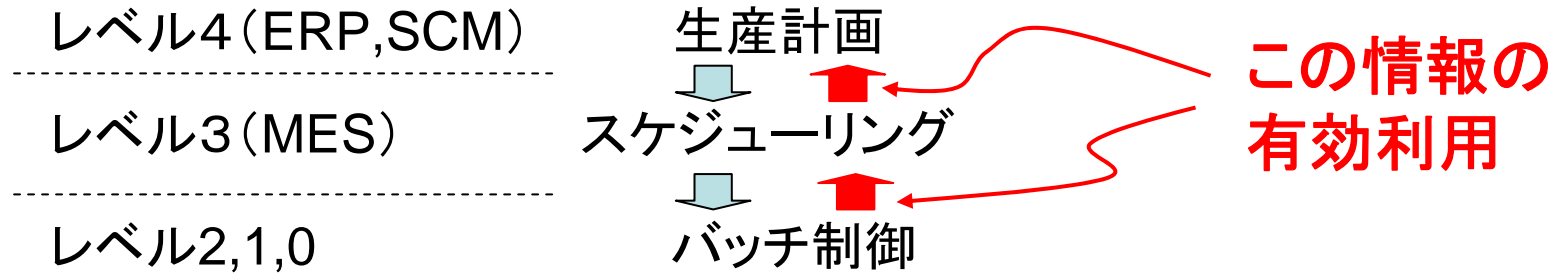 レベル４（ERP,SCM） 生産計画
レベル３（MES） スケジューリング
レベル2,1,0 バッチ制御
この情報の
有効利用